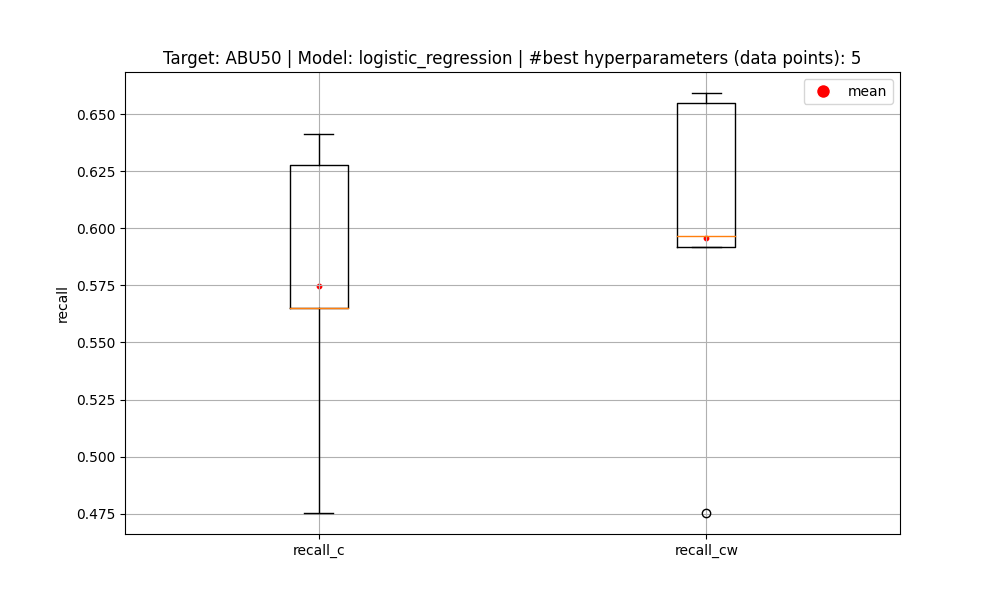 Target: ABU50 | Model: logistic_regression | #best hyperparameters (data points): 5
mean
0.650
0.625
0.600
0.575
0.550
0.525
0.500
0.475
recall
recall_c
recall_cw